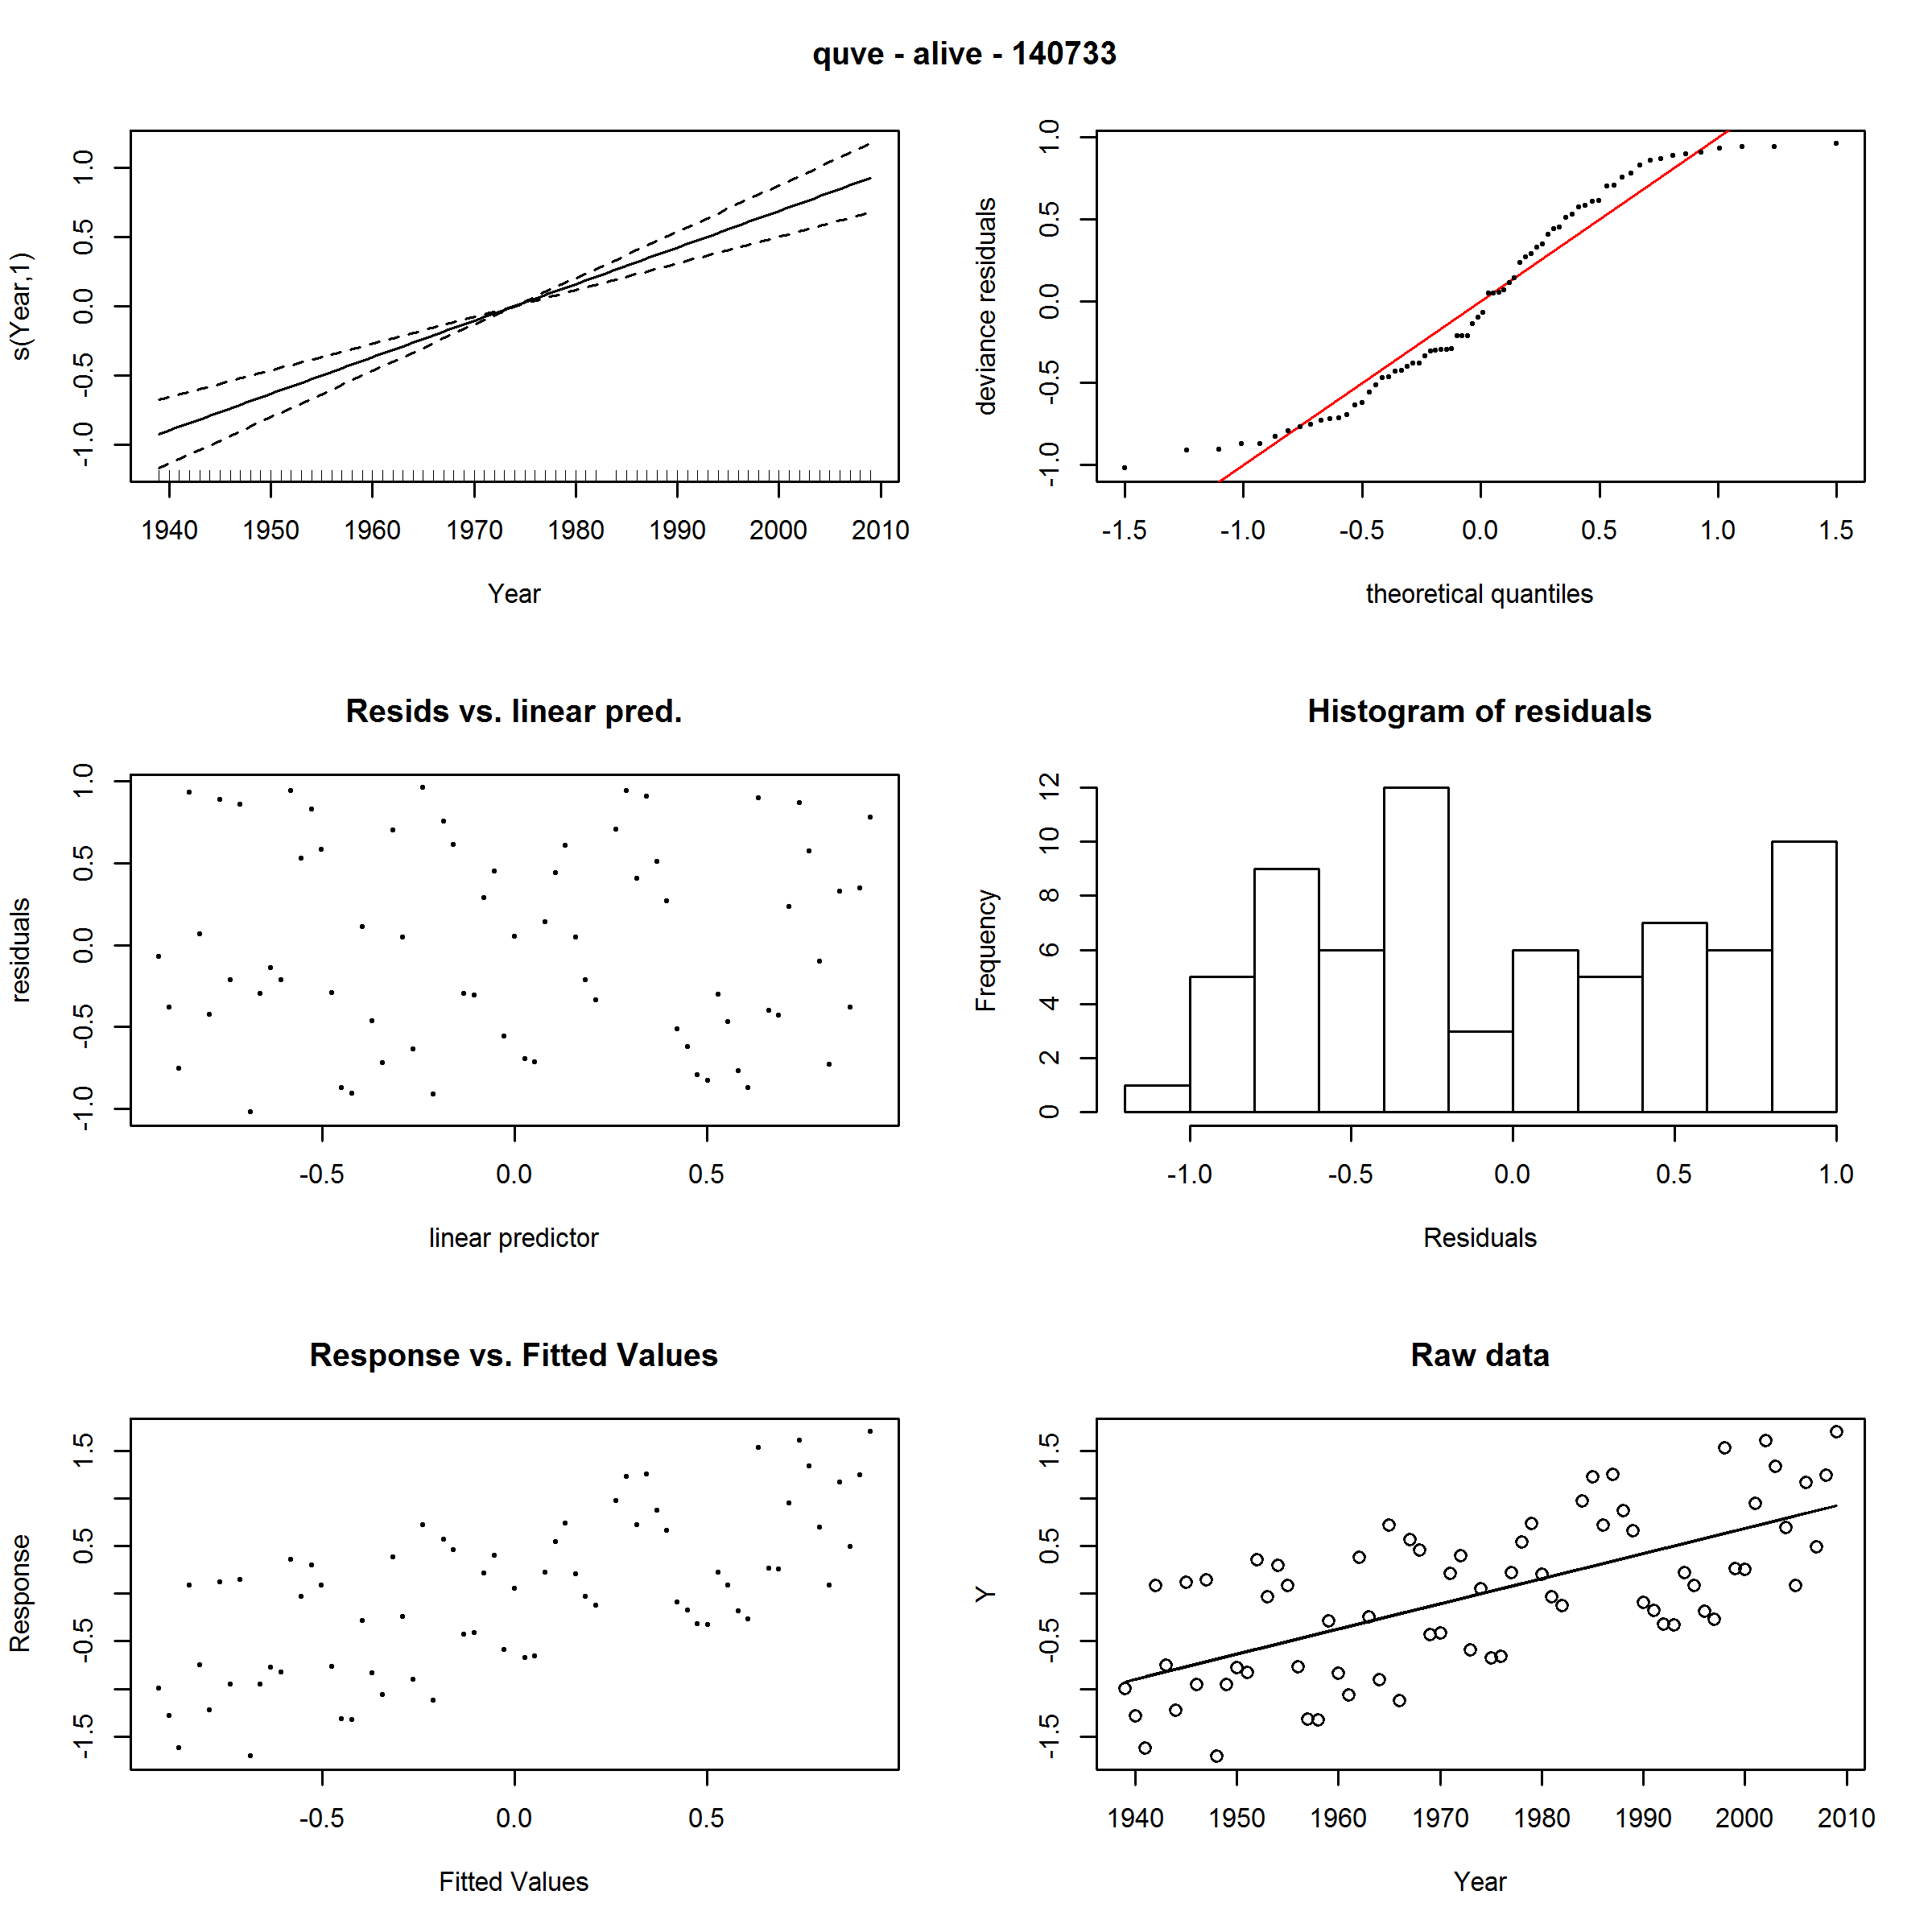 quve - alive - 140733
s(Year,1)
-1.0 -0.5 0.0 0.5 1.0
1940 1950 1960 1970 1980 1990 2000 2010
Year
deviance residuals
-1.0 -0.5 0.0 0.5 1.0
-1.5 -1.0 -0.5 0.0 0.5 1.0 1.5
theoretical quantiles
Resids vs. linear pred.
residuals
-1.0 -0.5 0.0 0.5 1.0
-0.5 0.0 0.5
linear predictor
Histogram of residuals
Frequency
0 2 4 6 8 10 12
-1.0 -0.5 0.0 0.5 1.0
Residuals
Response vs. Fitted Values
Response
-1.5 -0.5 0.5 1.5
-0.5 0.0 0.5
Fitted Values
Raw data
Y
-1.5 -0.5 0.5 1.5
1940 1950 1960 1970 1980 1990 2000 2010
Year